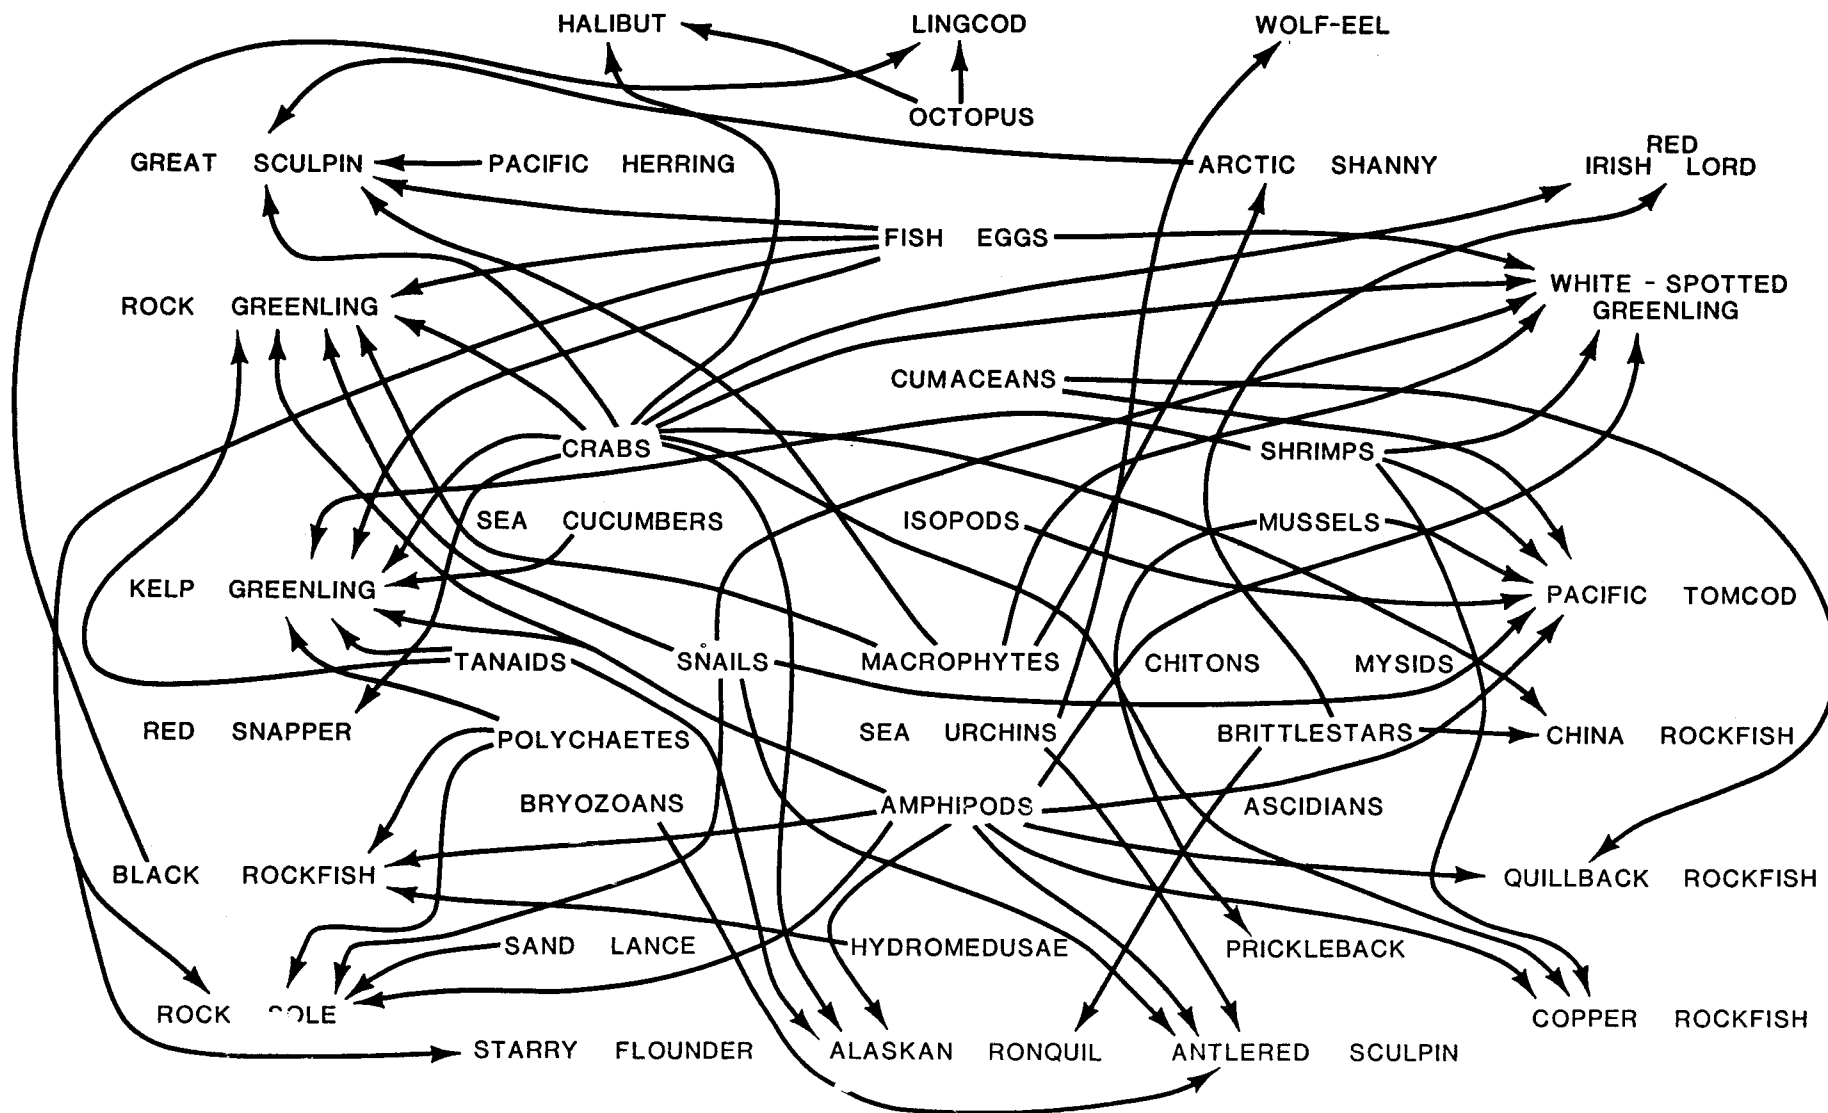 HALIBUT LINGCOD WOLF-EEL
OCTOPUS
RED
GREAT SCULPIN PACIFIC HERRING ARCTIC SHANNY IRISH LORD
FISH EGGS
WHITE - SPOTTED
ROCK GREENLING GREENLING
CUMACEANS
CRABS SHRIMPS
SEA CUCUMBERS ISOPODS MUSSELS
KELP GREENLING PACIFIC TOMCOD
TANAIDS SNAILS MACROPHYTES CHITONS MYSIDS
RED SNAPPER POLYCHAETES SEA URCHINS BRITTLESTARS CHINA ROCKFISH
BRYOZOANS AMPHIPODS ASCIDIANS
BLACK ROCKFISH QUILLBACK ROCKFISH
SAND LANCE HYDROMEDUSAE PRICKLEBACK
ROCK SOLE COPPER ROCKFISH
STARRY FLOUNDER ALASKAN RONQUIL ANTLERED SCULPIN